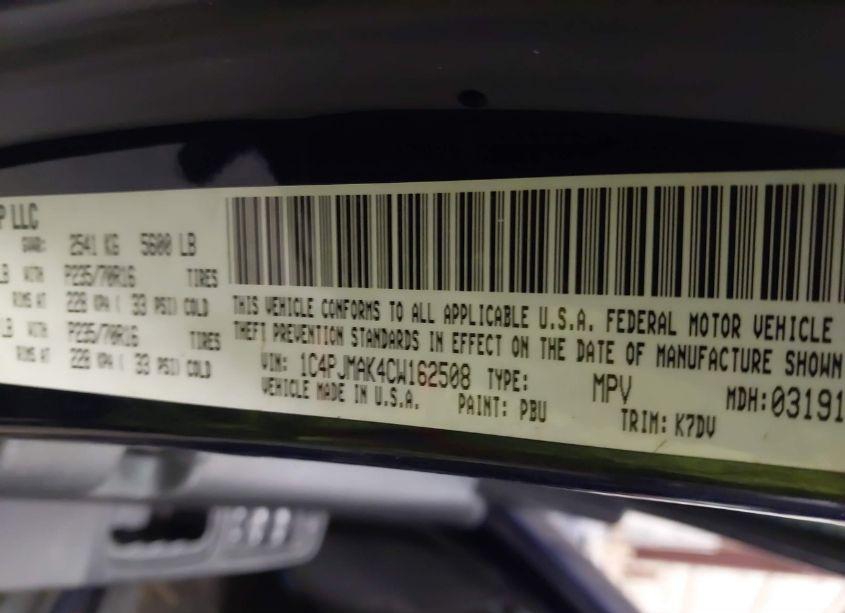 P LLC
GVWR: 2541 KG 5600 LB
LB WITH P235/70R16 TIRES
RIMS AT 228 KPA ( 33 PSI) COLD
LB WITH P235/70R16 TIRES
RIMS AT 228 KPA ( 33 PSI) COLD
THIS VEHICLE CONFORMS TO ALL APPLICABLE U.S.A. FEDERAL MOTOR VEHICLE
THEFT PREVENTION STANDARDS IN EFFECT ON THE DATE OF MANUFACTURE SHOWN
VIN: 1C4PJMAK4CW162508 TYPE: MPV MDH:03191
VEHICLE MADE IN U.S.A. PAINT: PBU TRIM: K7DV